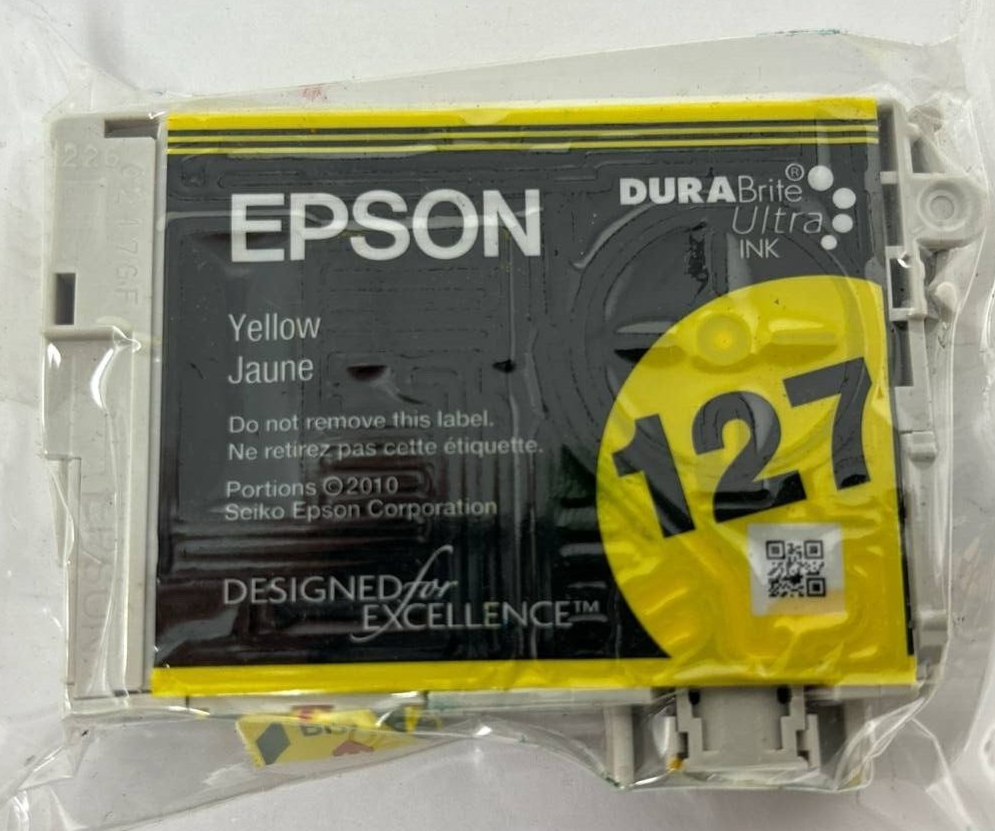 EPSON
DURABrite®
Ultra
INK
Yellow
Jaune
127
Do not remove this label.
Ne retirez pas cette étiquette.
Portions ©2010
Seiko Epson Corporation
DESIGNED for
EXCELLENCE™